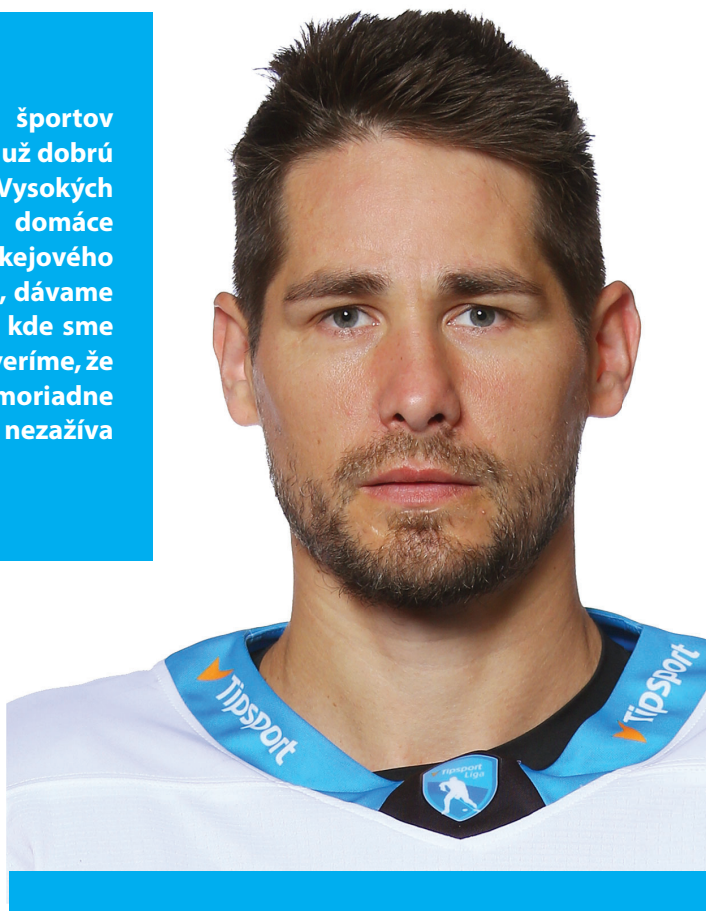 športov
už dobrú
Vysokých
domáce
kejového
, dávame
kde sme
veríme, že
moriadne
nezažíva
Tipsport
Tipsport
Tipsport
Liga